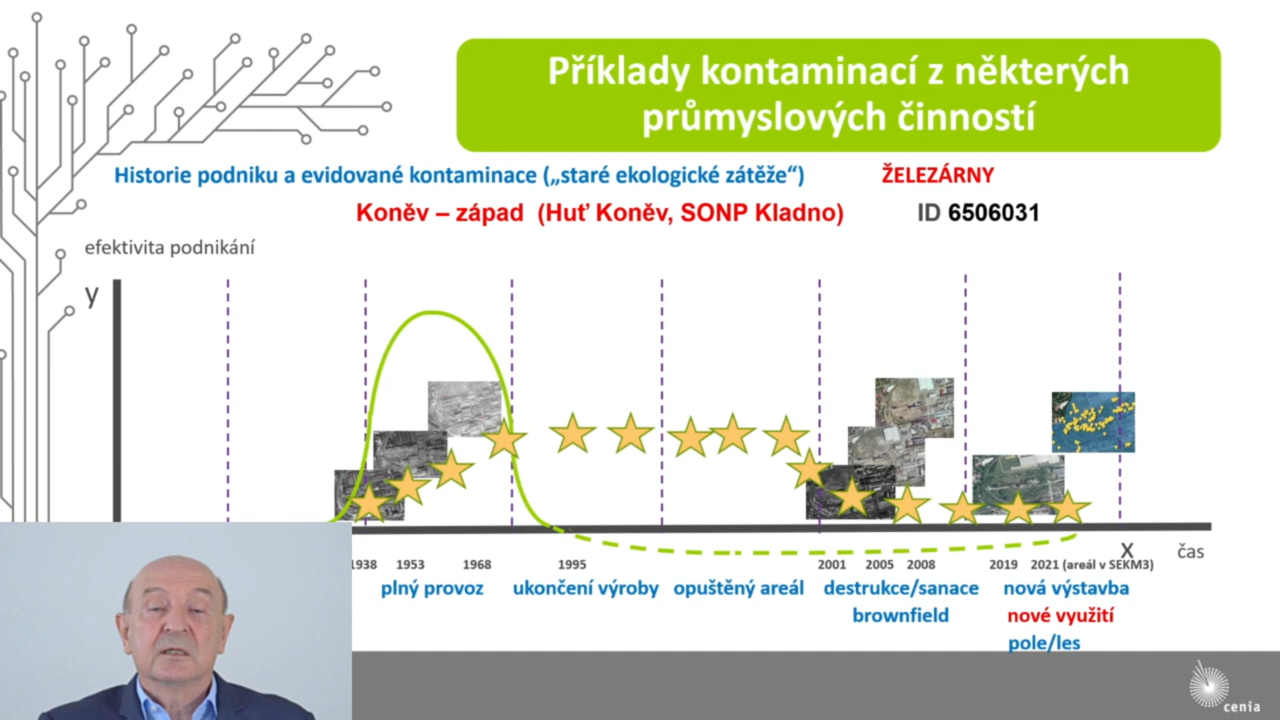 Příklady kontaminací z některých
průmyslových činností
Historie podniku a evidované kontaminace („staré ekologické zátěže“) ŽELEZÁRNY
Koněv – západ (Huť Koněv, SONP Kladno) ID 6506031
efektivita podnikání
y
X čas
1938 1953 1968 1995 2001 2005 2008 2019 2021 (areál v SEKM3)
plný provoz ukončení výroby opuštěný areál destrukce/sanace nová výstavba
brownfield nové využití
pole/les
cenia